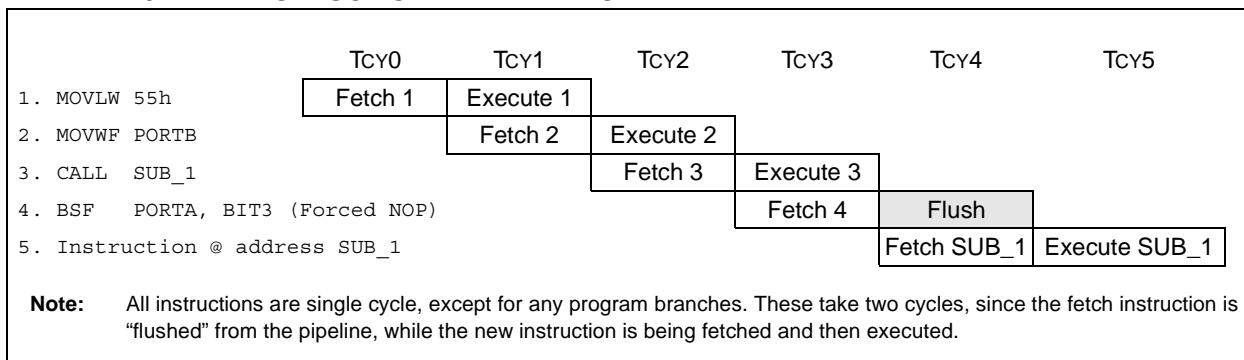 TCY0 TCY1 TCY2 TCY3 TCY4 TCY5
1. MOVLW 55h Fetch 1 Execute 1
2. MOVWF PORTB Fetch 2 Execute 2
3. CALL SUB_1 Fetch 3 Execute 3
4. BSF PORTA, BIT3 (Forced NOP) Fetch 4 Flush
5. Instruction @ address SUB_1 Fetch SUB_1 Execute SUB_1
Note: All instructions are single cycle, except for any program branches. These take two cycles, since the fetch instruction is
“flushed” from the pipeline, while the new instruction is being fetched and then executed.